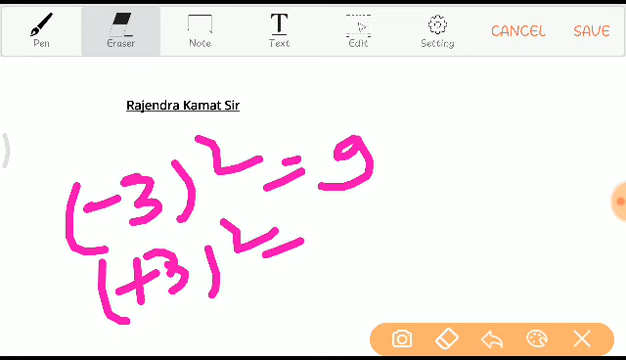 Pen Eraser Note Text Edit Setting CANCEL SAVE
Rajendra Kamat Sir
(-3)² = 9
(+3)² =